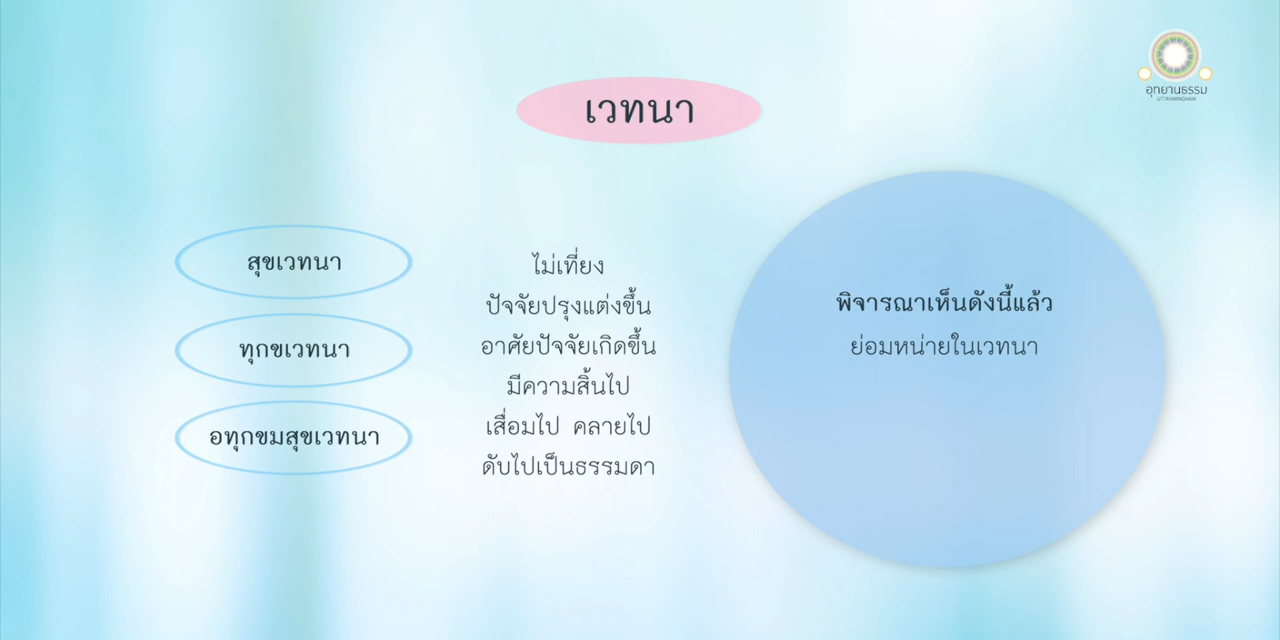 เวทนา
อุทยานธรรม
UTTHAYANDHAM
สุขเวทนา
ทุกขเวทนา
อทุกขมสุขเวทนา
ไม่เที่ยง
ปัจจัยปรุงแต่งขึ้น
อาศัยปัจจัยเกิดขึ้น
มีความสิ้นไป
เสื่อมไป คลายไป
ดับไปเป็นธรรมดา
พิจารณาเห็นดังนี้แล้ว
ย่อมหน่ายในเวทนา